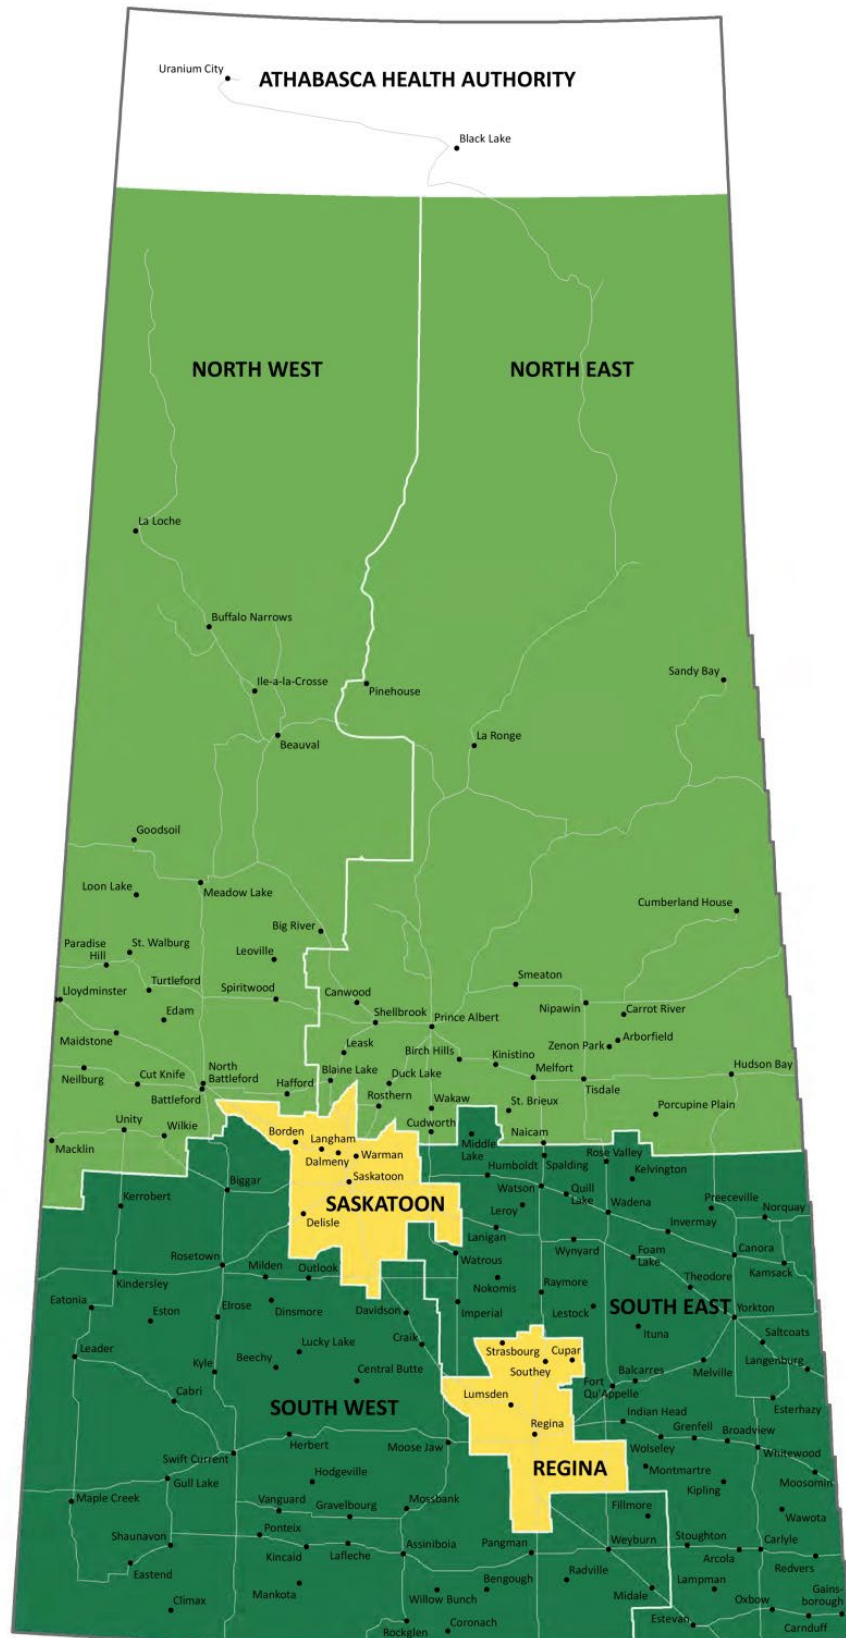 Uranium City
ATHABASCA HEALTH AUTHORITY
Black Lake
NORTH WEST
NORTH EAST
La Loche
Buffalo Narrows
Ile-a-la-Crosse
Pinehouse
Sandy Bay
Beauval
La Ronge
Goodsoil
Loon Lake
Meadow Lake
Cumberland House
Big River
Paradise
Hill
St. Walburg
Leoville
Smeaton
Turtleford
Spiritwood
Canwood
Lloydminster
Nipawin
Carrot River
Edam
Shellbrook
Prince Albert
Maidstone
Leask
Zenon Park
Arborfield
Birch Hills
Kinistino
Neilburg
Cut Knife
North
Battleford
Battleford
Hafford
Blaine Lake
Duck Lake
Melfort
Tisdale
Hudson Bay
Rosthern
Wakaw
St. Brieux
Porcupine Plain
Unity
Wilkie
Macklin
Borden
Langham
Dalmeny
Warman
Cudworth
Middle
Lake
Naicam
Saskatoon
Humboldt
Spalding
Rose Valley
Kelvington
Kerrobert
Biggar
SASKATOON
Delisle
Watson
Quill
Lake
Leroy
Wadena
Preeceville
Norquay
Invermay
Lanigan
Rosetown
Milden
Outlook
Watrous
Wynyard
Foam
Lake
Canora
Kamsack
Kindersley
Nokomis
Raymore
Theodore
Eatonia
Eston
Elrose
Dinsmore
Davidson
Imperial
Lestock
SOUTH EAST
Yorkton
Ituna
Saltcoats
Leader
Lucky Lake
Craik
Strasbourg
Cupar
Southey
Langenburg
Kyle
Beechy
Central Butte
Fort
Qu'Appelle
Balcarres
Melville
Cabri
SOUTH WEST
Lumsden
Esterhazy
Indian Head
Regina
Grenfell
Broadview
Herbert
Moose Jaw
Wolseley
Whitewood
Swift Current
REGINA
Montmartre
Moosomin
Gull Lake
Hodgeville
Kipling
Maple Creek
Vanguard
Gravelbourg
Mossbank
Fillmore
Wawota
Shaunavon
Ponteix
Kincaid
Lafleche
Assiniboia
Pangman
Weyburn
Stoughton
Arcola
Carlyle
Redvers
Eastend
Mankota
Willow Bunch
Bengough
Radville
Midale
Lampman
Gains-
borough
Climax
Rockglen
Coronach
Estevan
Oxbow
Carnduff